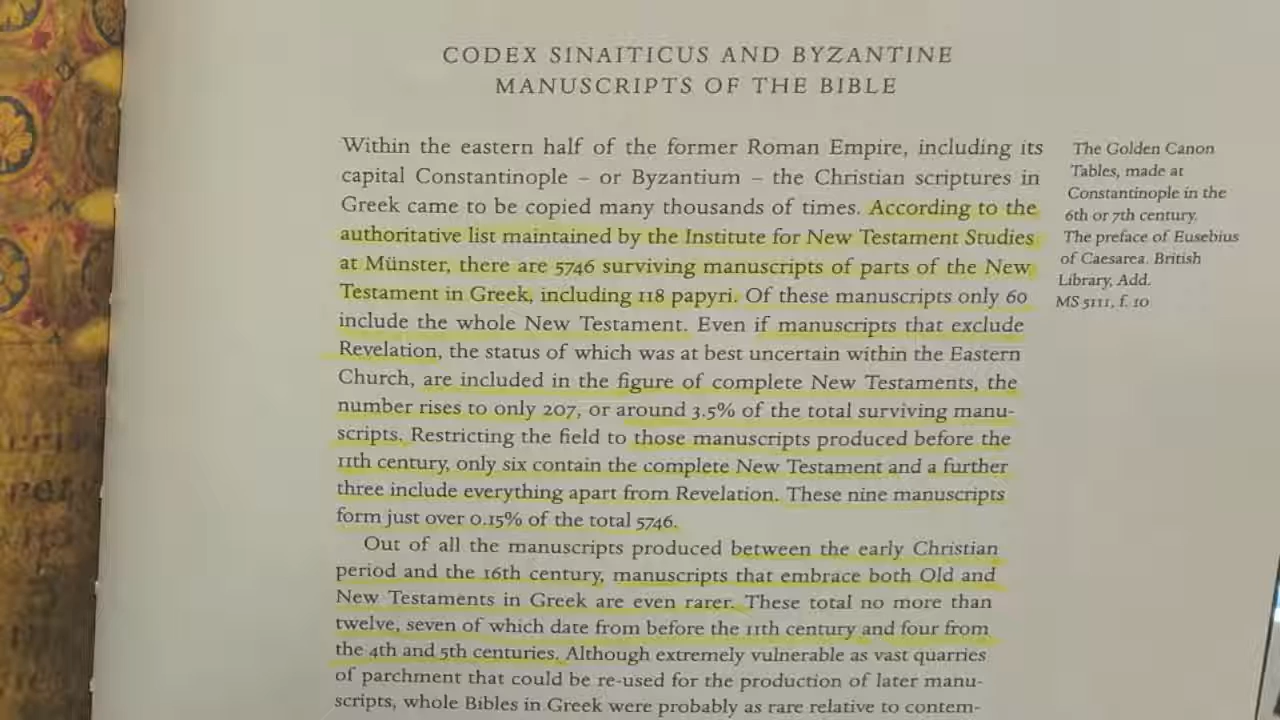 CODEX SINAITICUS AND BYZANTINE
MANUSCRIPTS OF THE BIBLE
Within the eastern half of the former Roman Empire, including its
capital Constantinople – or Byzantium – the Christian scriptures in
Greek came to be copied many thousands of times. According to the
authoritative list maintained by the Institute for New Testament Studies
at Münster, there are 5746 surviving manuscripts of parts of the New
Testament in Greek, including 118 papyri. Of these manuscripts only 60
include the whole New Testament. Even if manuscripts that exclude
Revelation, the status of which was at best uncertain within the Eastern
Church, are included in the figure of complete New Testaments, the
number rises to only 207, or around 3.5% of the total surviving manu-
scripts. Restricting the field to those manuscripts produced before the
11th century, only six contain the complete New Testament and a further
three include everything apart from Revelation. These nine manuscripts
form just over 0.15% of the total 5746.
Out of all the manuscripts produced between the early Christian
period and the 16th century, manuscripts that embrace both Old and
New Testaments in Greek are even rarer. These total no more than
twelve, seven of which date from before the 11th century and four from
the 4th and 5th centuries. Although extremely vulnerable as vast quarries
of parchment that could be re-used for the production of later manu-
scripts, whole Bibles in Greek were probably as rare relative to contem-
The Golden Canon
Tables, made at
Constantinople in the
6th or 7th century.
The preface of Eusebius
of Caesarea. British
Library, Add.
MS 5111, f. 10